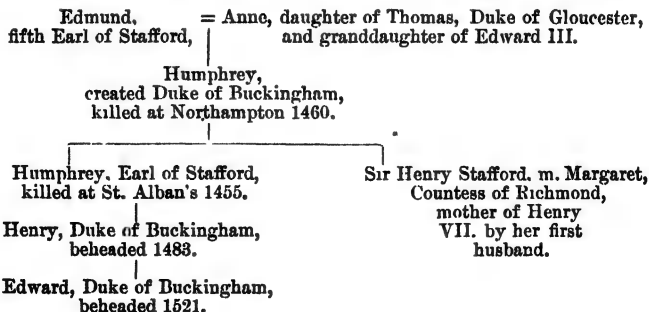 Edmund, = Anne, daughter of Thomas, Duke of Gloucester,
fifth Earl of Stafford, and granddaughter of Edward III.
Humphrey,
created Duke of Buckingham,
killed at Northampton 1460.
Humphrey, Earl of Stafford,
killed at St. Alban's 1455.
Sir Henry Stafford. m. Margaret,
Countess of Richmond,
mother of Henry
VII. by her first
husband.
Henry, Duke of Buckingham,
beheaded 1483.
Edward, Duke of Buckingham,
beheaded 1521.